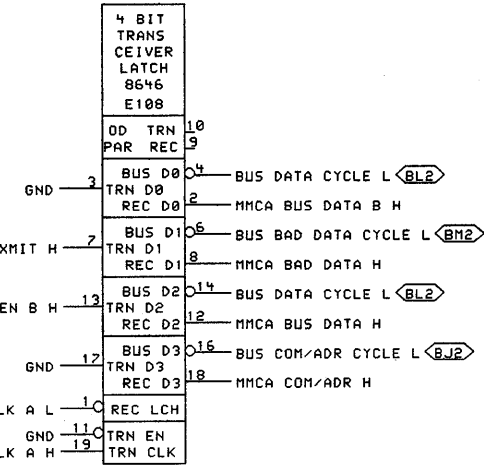 4 BIT
TRANS
CEIVER
LATCH
8646
E108
OD TRN 10
PAR REC 9
BUS D0 4 BUS DATA CYCLE L BL2
GND 3 TRN D0
REC D0 2 MMCA BUS DATA B H
BUS D1 6 BUS BAD DATA CYCLE L BM2
XMIT H 7 TRN D1
REC D1 8 MMCA BAD DATA H
BUS D2 14 BUS DATA CYCLE L BL2
EN B H 13 TRN D2
REC D2 12 MMCA BUS DATA H
BUS D3 16 BUS COM/ADR CYCLE L BJ2
GND 17 TRN D3
REC D3 18 MMCA COM/ADR H
LK A L 1 REC LCH
GND 11 TRN EN
LK A H 19 TRN CLK